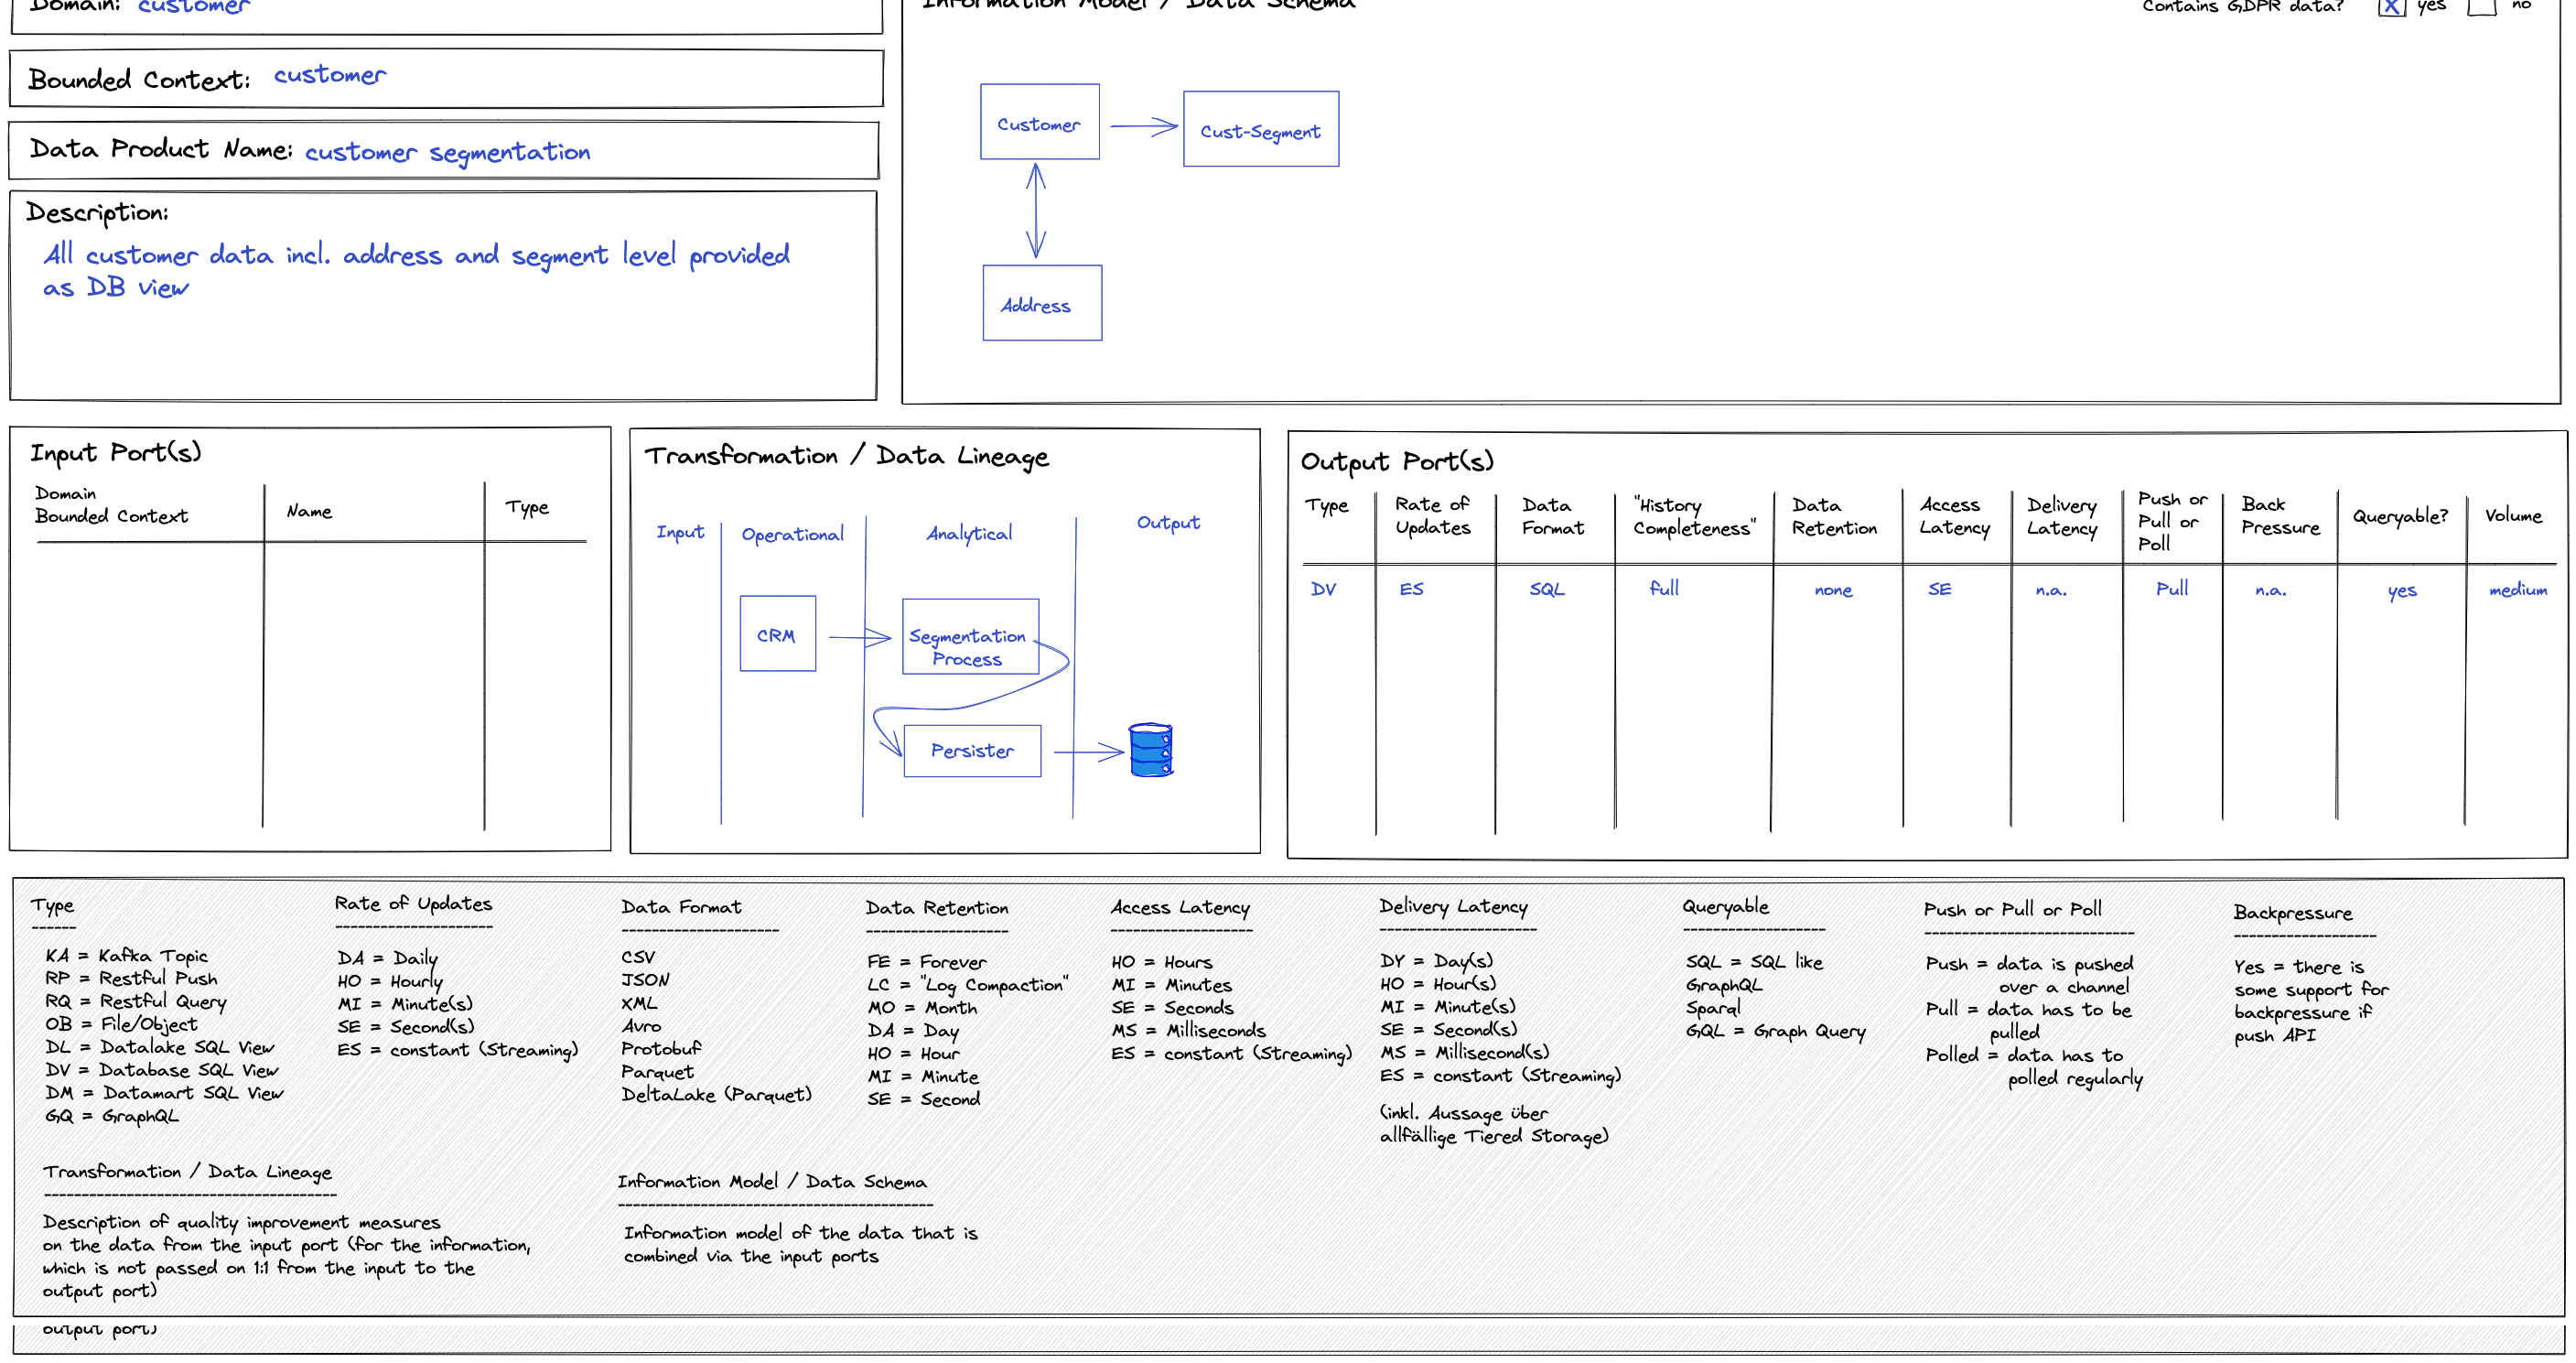 Domain: customer
Information Model / Data Schema
Contains GDPR data? X yes no
Bounded Context: customer
Data Product Name: customer segmentation
Description:
All customer data incl. address and segment level provided
as DB view
Customer
Cust-Segment
Address
Input Port(s)
Domain
Bounded Context
Name
Type
Transformation / Data Lineage
Input
Operational
Analytical
Output
CRM
Segmentation
Process
Persister
Output Port(s)
Type
Rate of
Updates
Data
Format
"History
Completeness"
Data
Retention
Access
Latency
Delivery
Latency
Push or
Pull or
Poll
Back
Pressure
Queryable?
Volume
DV ES SQL full none SE n.a. Pull n.a. yes medium
Type
------
KA = Kafka Topic
RP = Restful Push
RQ = Restful Query
OB = File/Object
DL = Datalake SQL View
DV = Database SQL View
DM = Datamart SQL View
GQ = GraphQL
Rate of Updates
---------------------
DA = Daily
HO = Hourly
MI = Minute(s)
SE = Second(s)
ES = constant (Streaming)
Data Format
---------------------
CSV
JSON
XML
Avro
Protobuf
Parquet
DeltaLake (Parquet)
Data Retention
-------------------
FE = Forever
LC = "Log Compaction"
MO = Month
DA = Day
HO = Hour
MI = Minute
SE = Second
Access Latency
-------------------
HO = Hours
MI = Minutes
SE = Seconds
MS = Milliseconds
ES = constant (Streaming)
Delivery Latency
---------------------
DY = Day(s)
HO = Hour(s)
MI = Minute(s)
SE = Second(s)
MS = Millisecond(s)
ES = constant (Streaming)
(inkl. Aussage über
allfällige Tiered Storage)
Queryable
-------------------
SQL = SQL like
GraphQL
Sparql
GQL = Graph Query
Push or Pull or Poll
----------------------------
Push = data is pushed
over a channel
Pull = data has to be
pulled
Polled = data has to
polled regularly
Backpressure
-------------------
Yes = there is
some support for
backpressure if
push API
Transformation / Data Lineage
---------------------------------------
Description of quality improvement measures
on the data from the input port (for the information,
which is not passed on 1:1 from the input to the
output port)
Information Model / Data Schema
------------------------------------------
Information model of the data that is
combined via the input ports
output port)